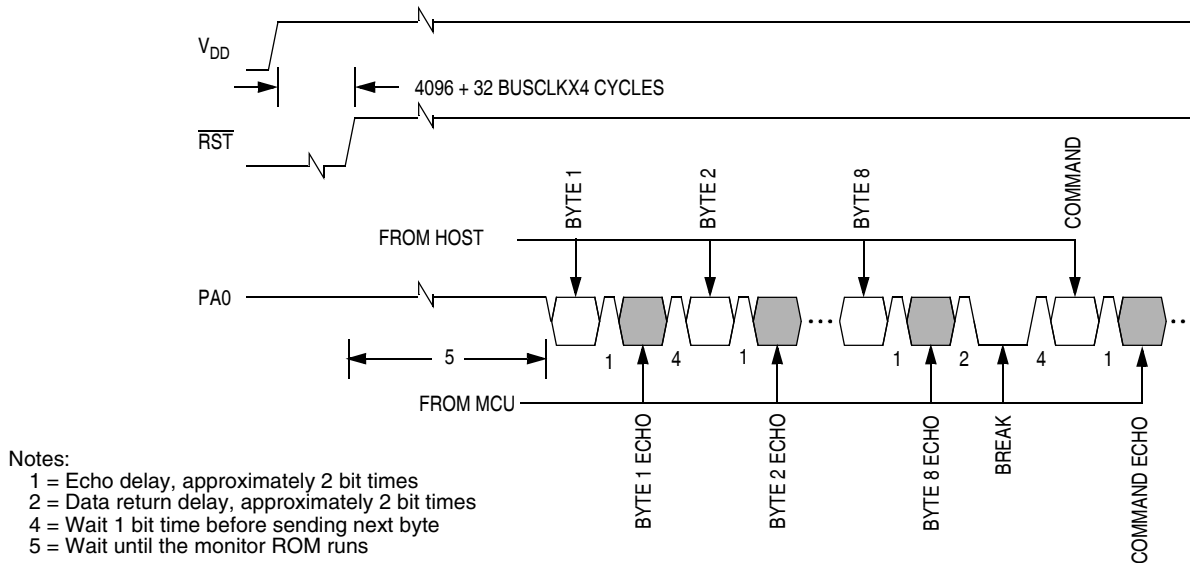 VDD
4096 + 32 BUSCLKX4 CYCLES
RST
BYTE 1
BYTE 2
BYTE 8
COMMAND
FROM HOST
PA0
5
1
4
1
1
2
4
1
FROM MCU
BYTE 1 ECHO
BYTE 2 ECHO
BYTE 8 ECHO
BREAK
COMMAND ECHO
Notes:
1 = Echo delay, approximately 2 bit times
2 = Data return delay, approximately 2 bit times
4 = Wait 1 bit time before sending next byte
5 = Wait until the monitor ROM runs